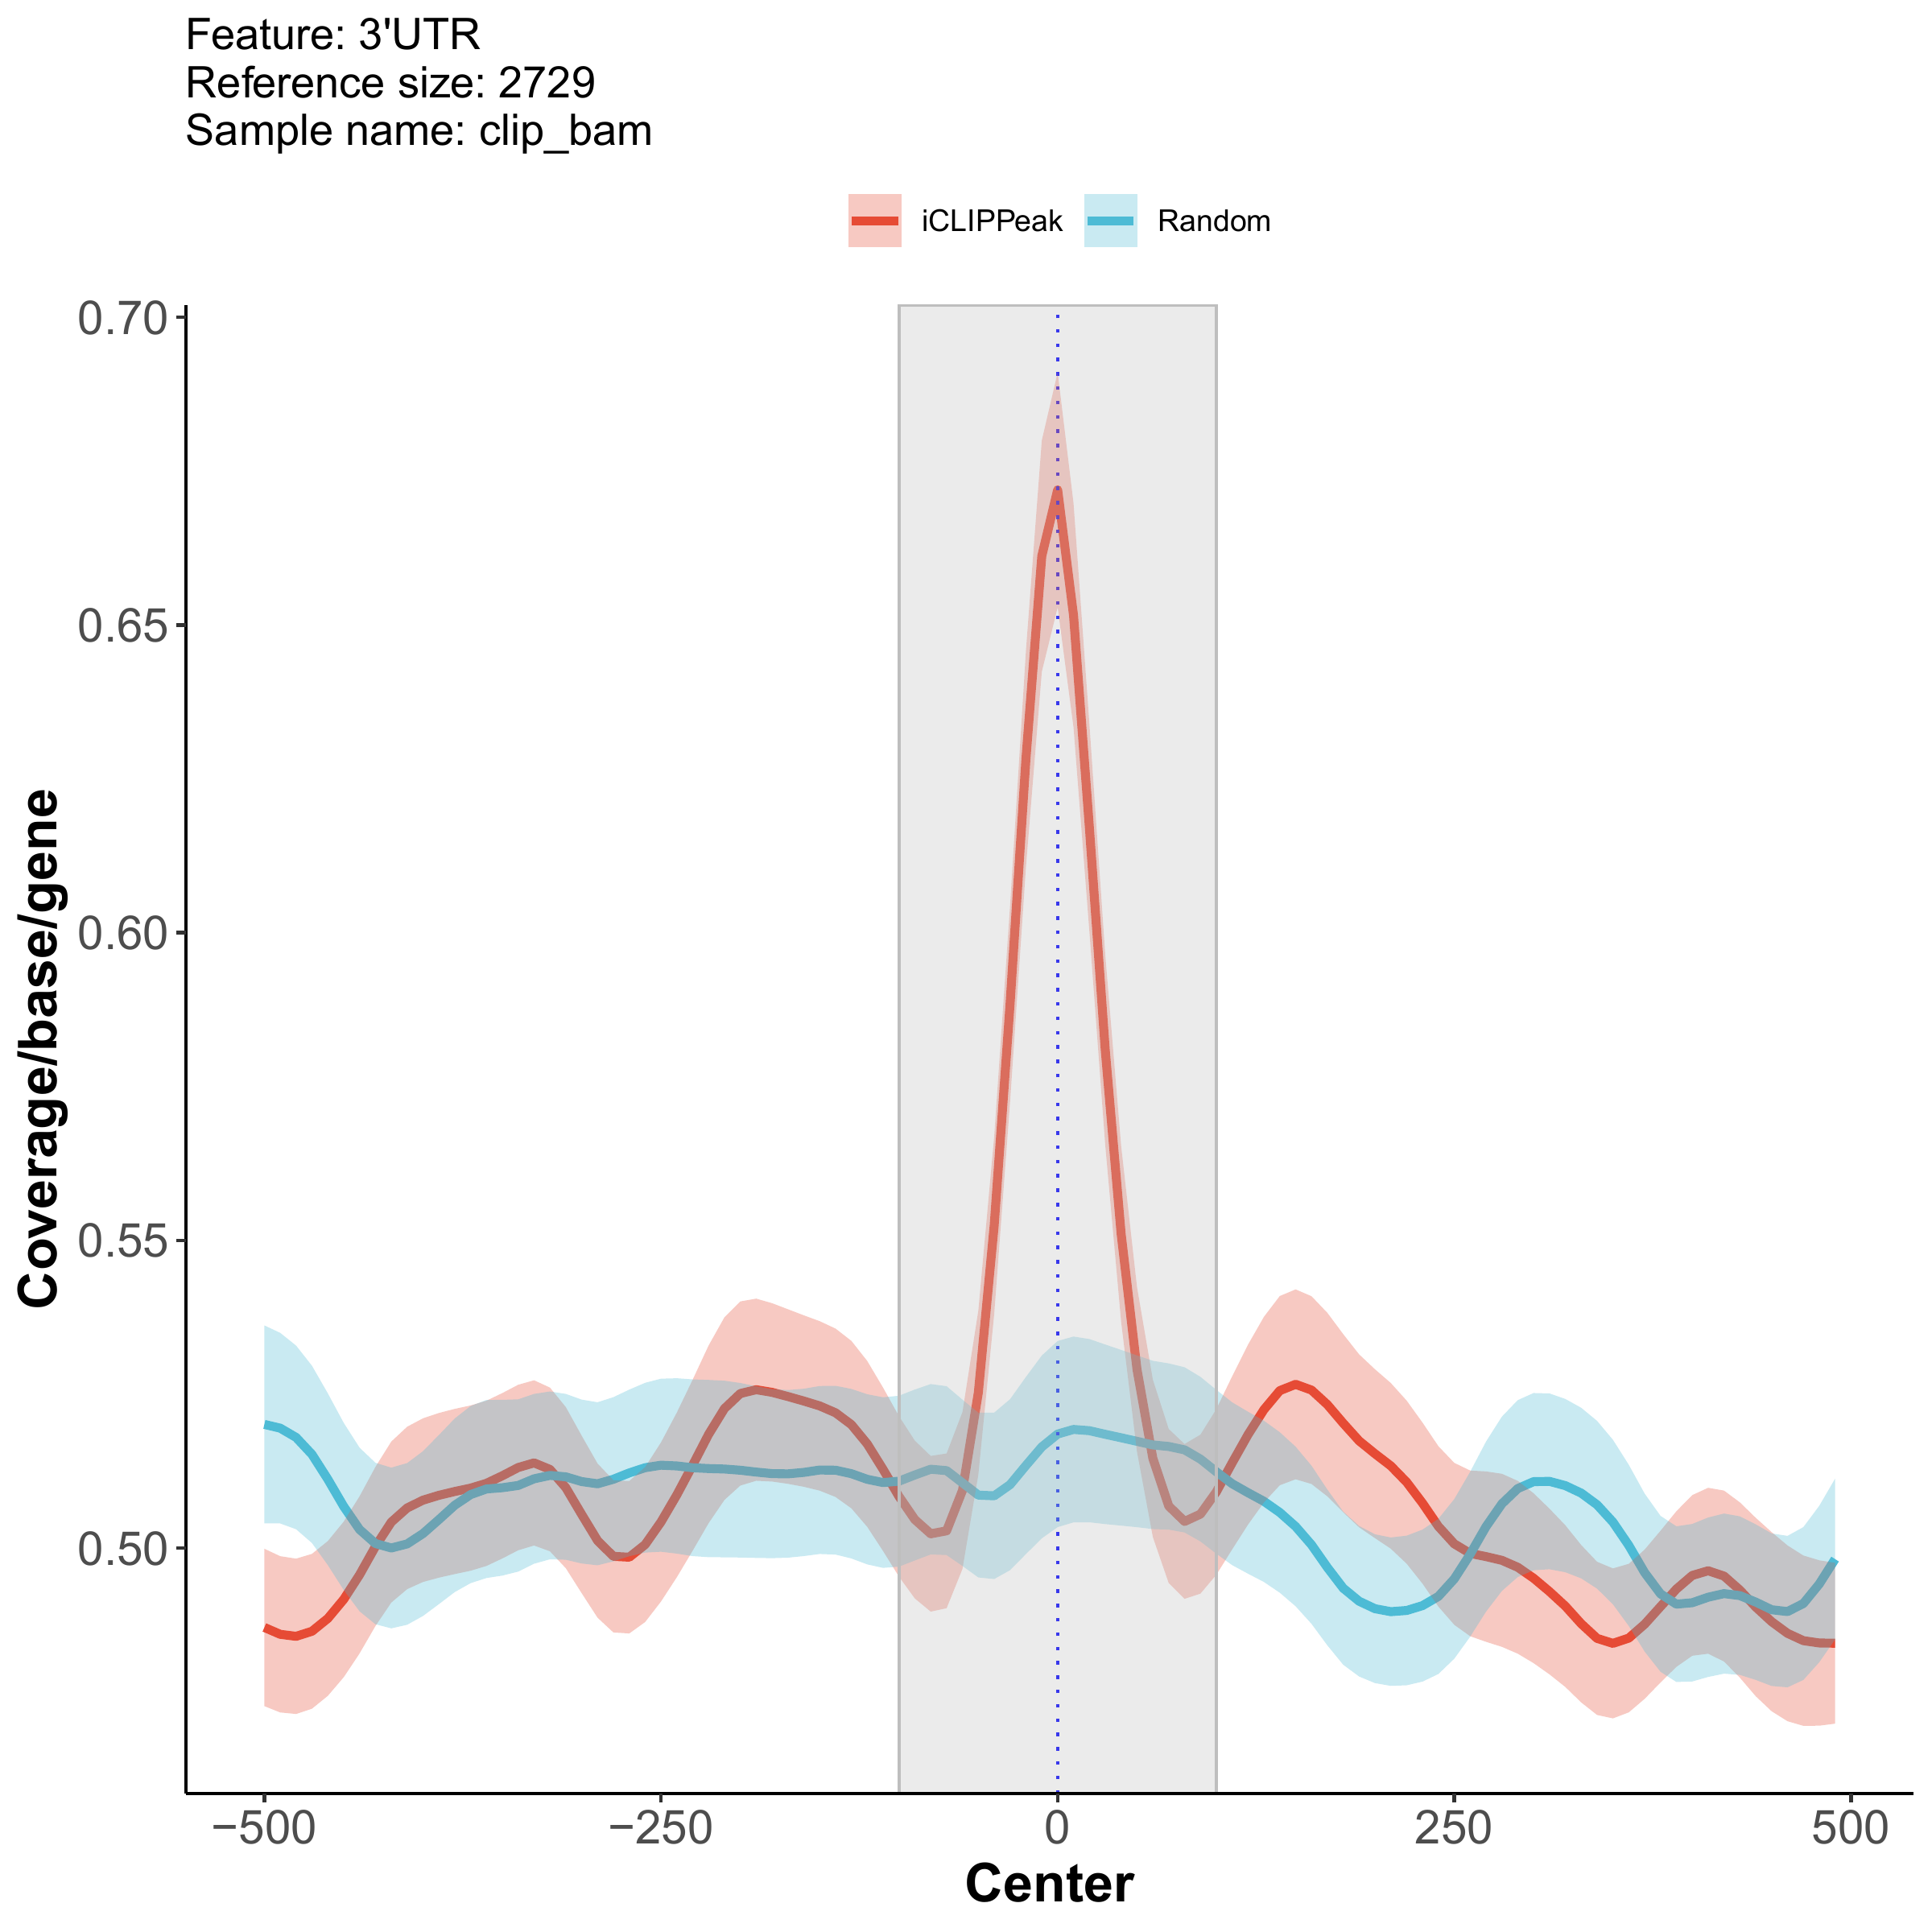 Feature: 3'UTR
Reference size: 2729
Sample name: clip_bam
iCLIPPeak Random
0.70
0.65
0.60
0.55
0.50
Coverage/base/gene
−500 −250 0 250 500
Center